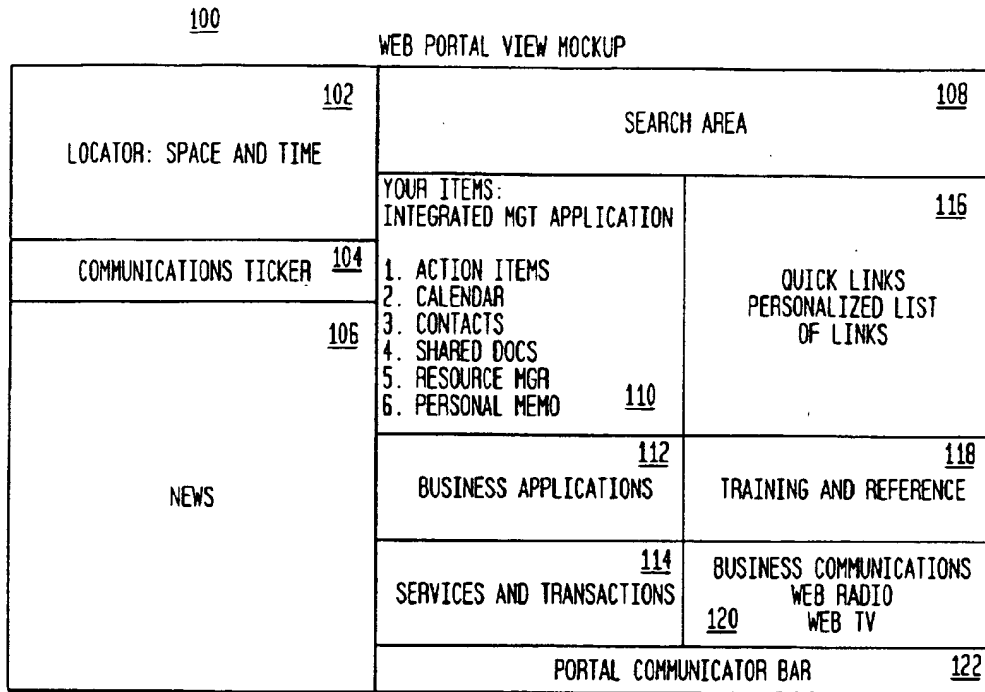 100
WEB PORTAL VIEW MOCKUP
102
LOCATOR: SPACE AND TIME
104
COMMUNICATIONS TICKER
106
NEWS
108
SEARCH AREA
YOUR ITEMS:
INTEGRATED MGT APPLICATION
1. ACTION ITEMS
2. CALENDAR
3. CONTACTS
4. SHARED DOCS
5. RESOURCE MGR
6. PERSONAL MEMO
110
116
QUICK LINKS
PERSONALIZED LIST
OF LINKS
112
BUSINESS APPLICATIONS
118
TRAINING AND REFERENCE
114
SERVICES AND TRANSACTIONS
BUSINESS COMMUNICATIONS
WEB RADIO
120 WEB TV
PORTAL COMMUNICATOR BAR 122